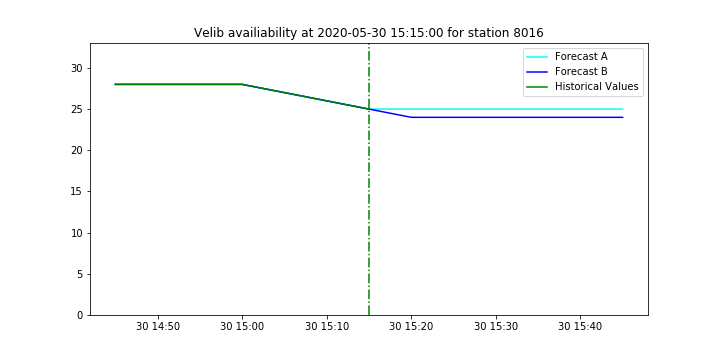 Velib availiability at 2020-05-30 15:15:00 for station 8016
Forecast A
Forecast B
Historical Values
30
25
20
15
10
5
0
30 14:50 30 15:00 30 15:10 30 15:20 30 15:30 30 15:40